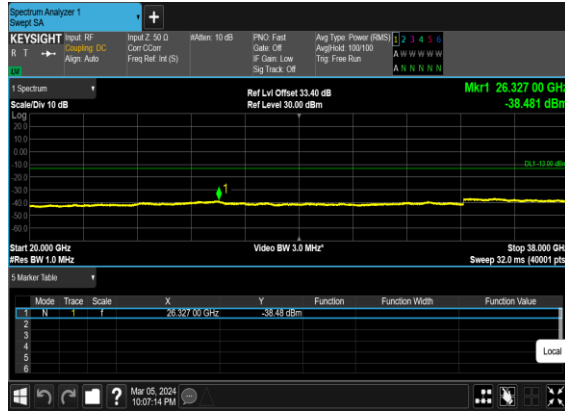 Spectrum Analyzer 1
Swept SA
+
KEYSIGHT Input: RF Input Z: 50 Ω #Atten: 10 dB PNO: Fast Avg Type: Power (RMS) 1 2 3 4 5 6
R T Coupling: DC Corr CCorr Gate: Off Avg|Hold: 100/100 A W W W W W
Align: Auto Freq Ref: Int (S) IF Gain: Low Trig: Free Run
Sig Track: Off A N N N N N
1 Spectrum
Scale/Div 10 dB
Ref Lvl Offset 33.40 dB
Ref Level 30.00 dBm
Mkr1 26.327 00 GHz
-38.481 dBm
Log
20.0
10.0
0.00
-10.0
DL1 -13.00 dBm
-20.0
-30.0
1
-40.0
-50.0
-60.0
Start 20.000 GHz Video BW 3.0 MHz* Stop 38.000 GH
#Res BW 1.0 MHz Sweep 32.0 ms (40001 pts
5 Marker Table
Mode Trace Scale X Y Function Function Width Function Value
1 N 1 f 26.327 00 GHz -38.48 dBm
2
3
4
5
6
Local
? Mar 05, 2024
10:07:14 PM